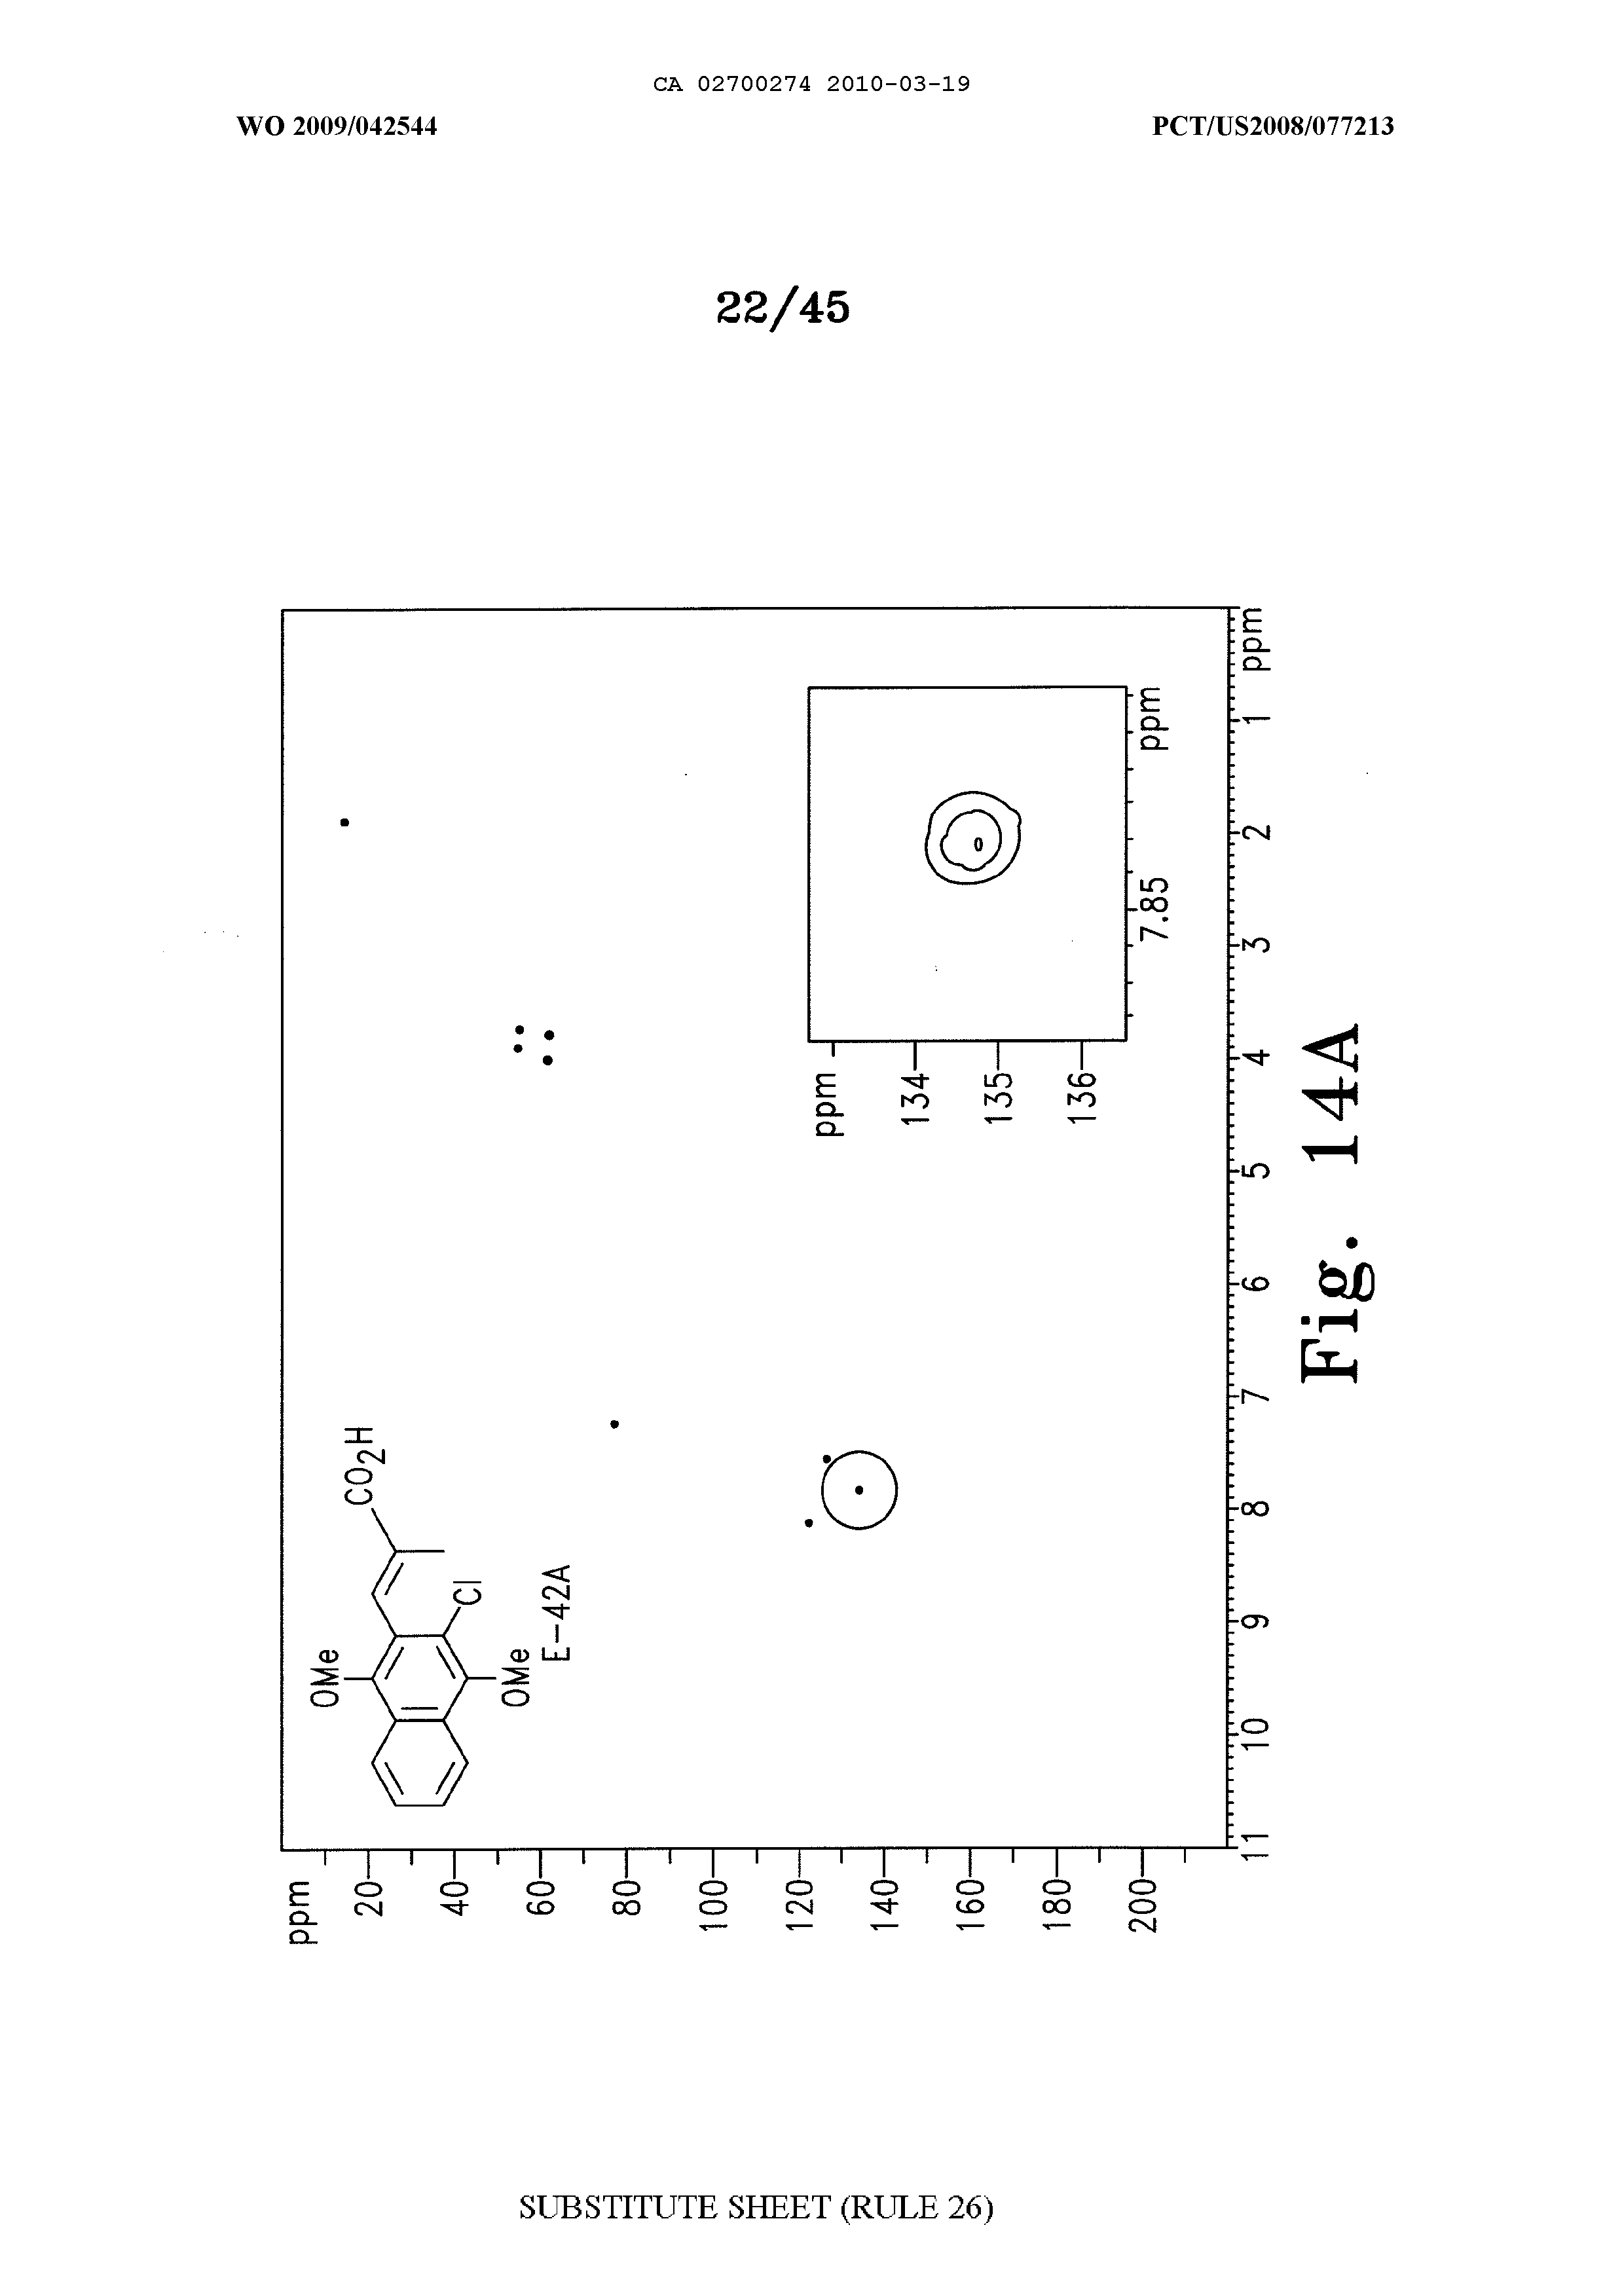 CA 02700274 2010-03-19
WO 2009/042544
PCT/US2008/077213
22/45
OMe
CO2H
Cl
OMe
E-42A
ppm
20
40
60
80
100
120
140
160
180
200
ppm
134
135
136
7.85
ppm
11
10
9
8
7
6
5
4
3
2
1
ppm
Fig. 14A
SUBSTITUTE SHEET (RULE 26)